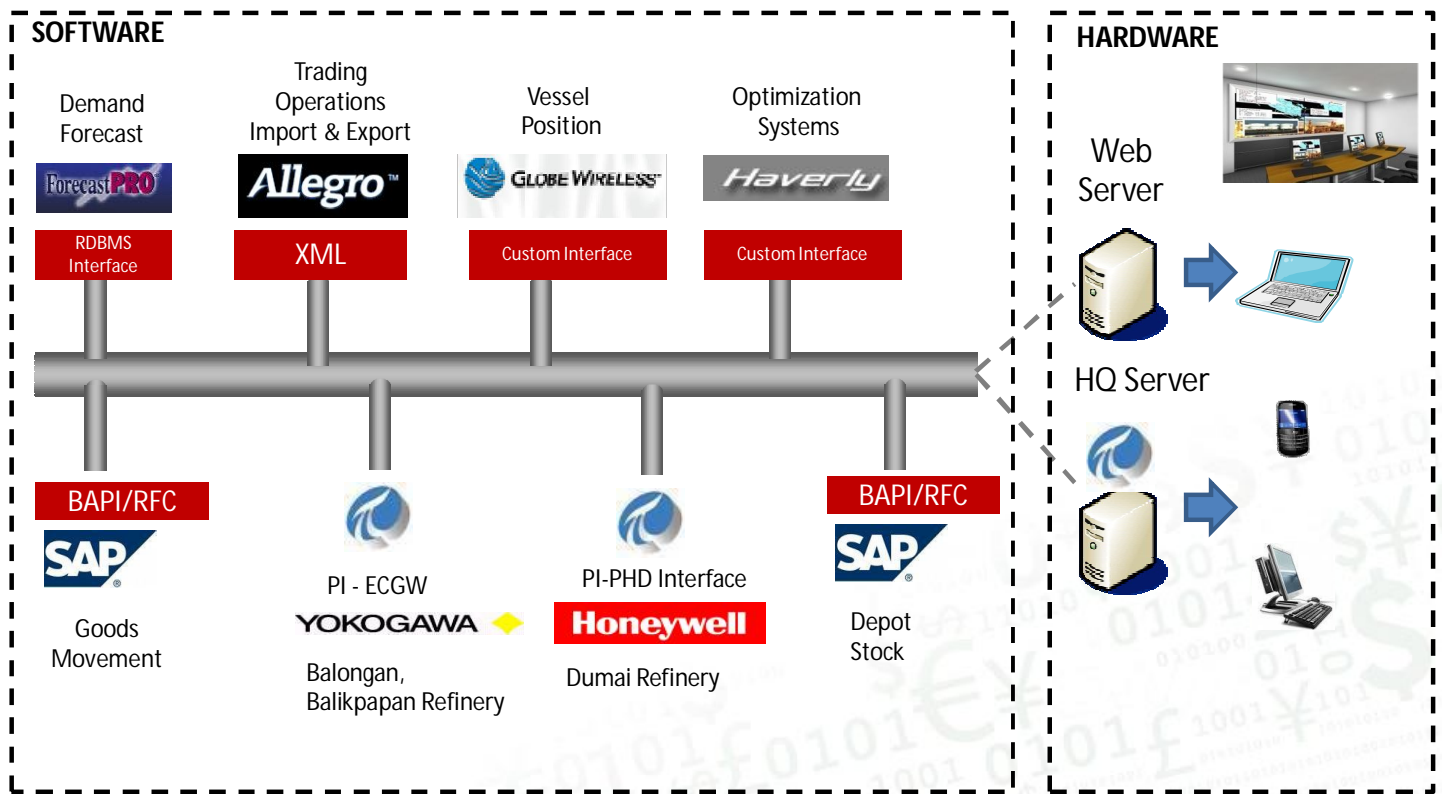 SOFTWARE
Demand
Forecast
ForecastPRO
RDBMS
Interface
Trading
Operations
Import & Export
Allegro™
XML
Vessel
Position
GLOBE WIRELESS
Custom Interface
Optimization
Systems
Haverly
Custom Interface
BAPI/RFC
SAP®
Goods
Movement
PI - ECGW
YOKOGAWA
Balongan,
Balikpapan Refinery
PI-PHD Interface
Honeywell
Dumai Refinery
BAPI/RFC
SAP®
Depot
Stock
HARDWARE
Web
Server
HQ Server